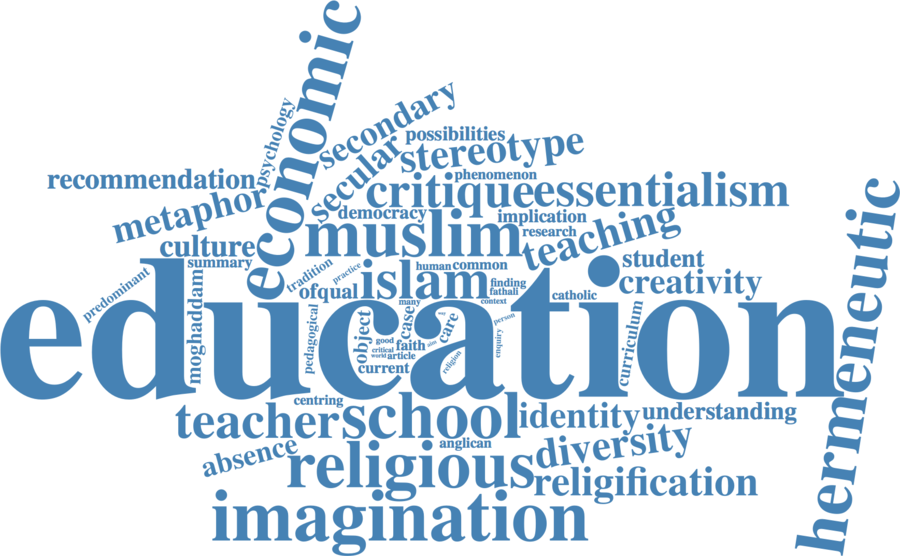 economic
psychology
secondary
possibilities
secular
stereotype
phenomenon
recommendation
metaphor
critique
essentialism
democracy
implication
hermeneutic
muslim
research
teaching
culture
summary
tradition
practice
islam
human
common
student
creativity
predominant
moghaddam
ofqual
many
finding
fathali
context
catholic
education
pedagogical
object
case
way
care
person
curriculum
good
critical
world
faith
article
aim
current
religion
enquiry
centring
teacher
school
identity
understanding
anglican
absence
religious
diversity
religification
imagination